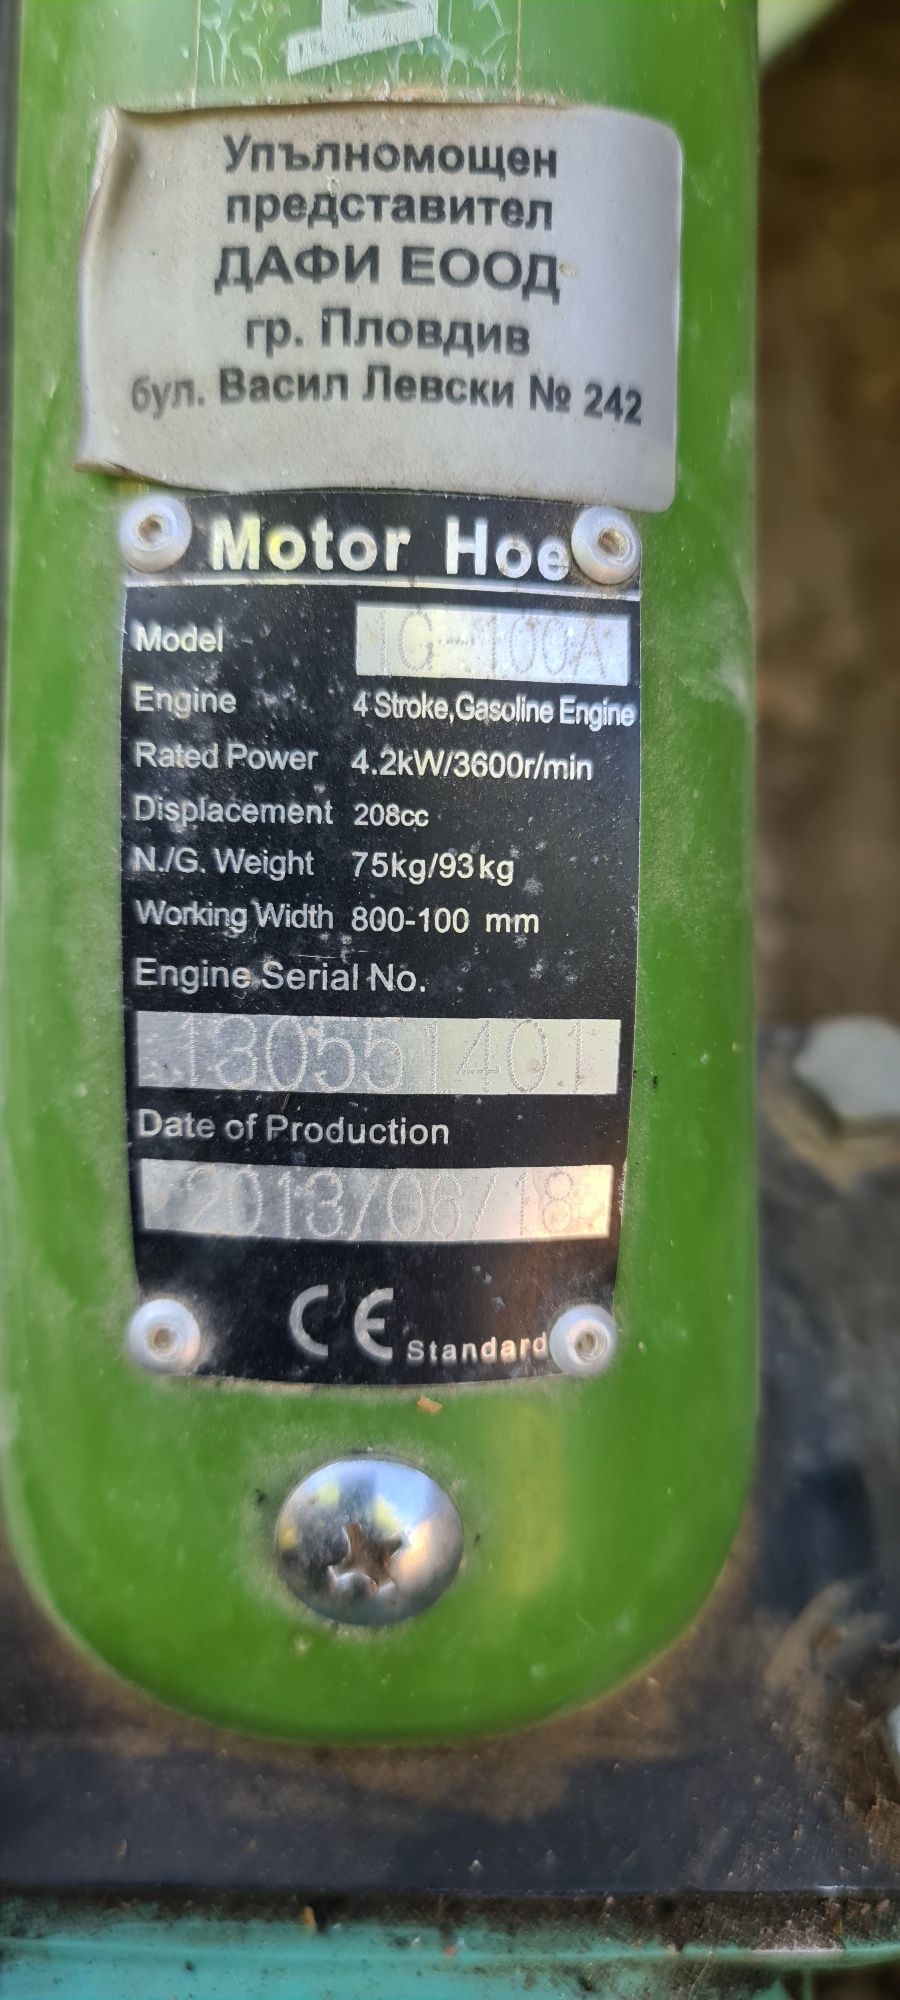 Упълномощен
представител
ДАФИ ЕООД
гр. Пловдив
бул. Васил Левски № 242
Motor Hoe
Model 1G-100A
Engine 4 Stroke,Gasoline Engine
Rated Power 4.2kW/3600r/min
Displacement 208cc
N./G. Weight 75kg/93kg
Working Width 800-100 mm
Engine Serial No.
130551401
Date of Production
2013/06/18
CE Standard